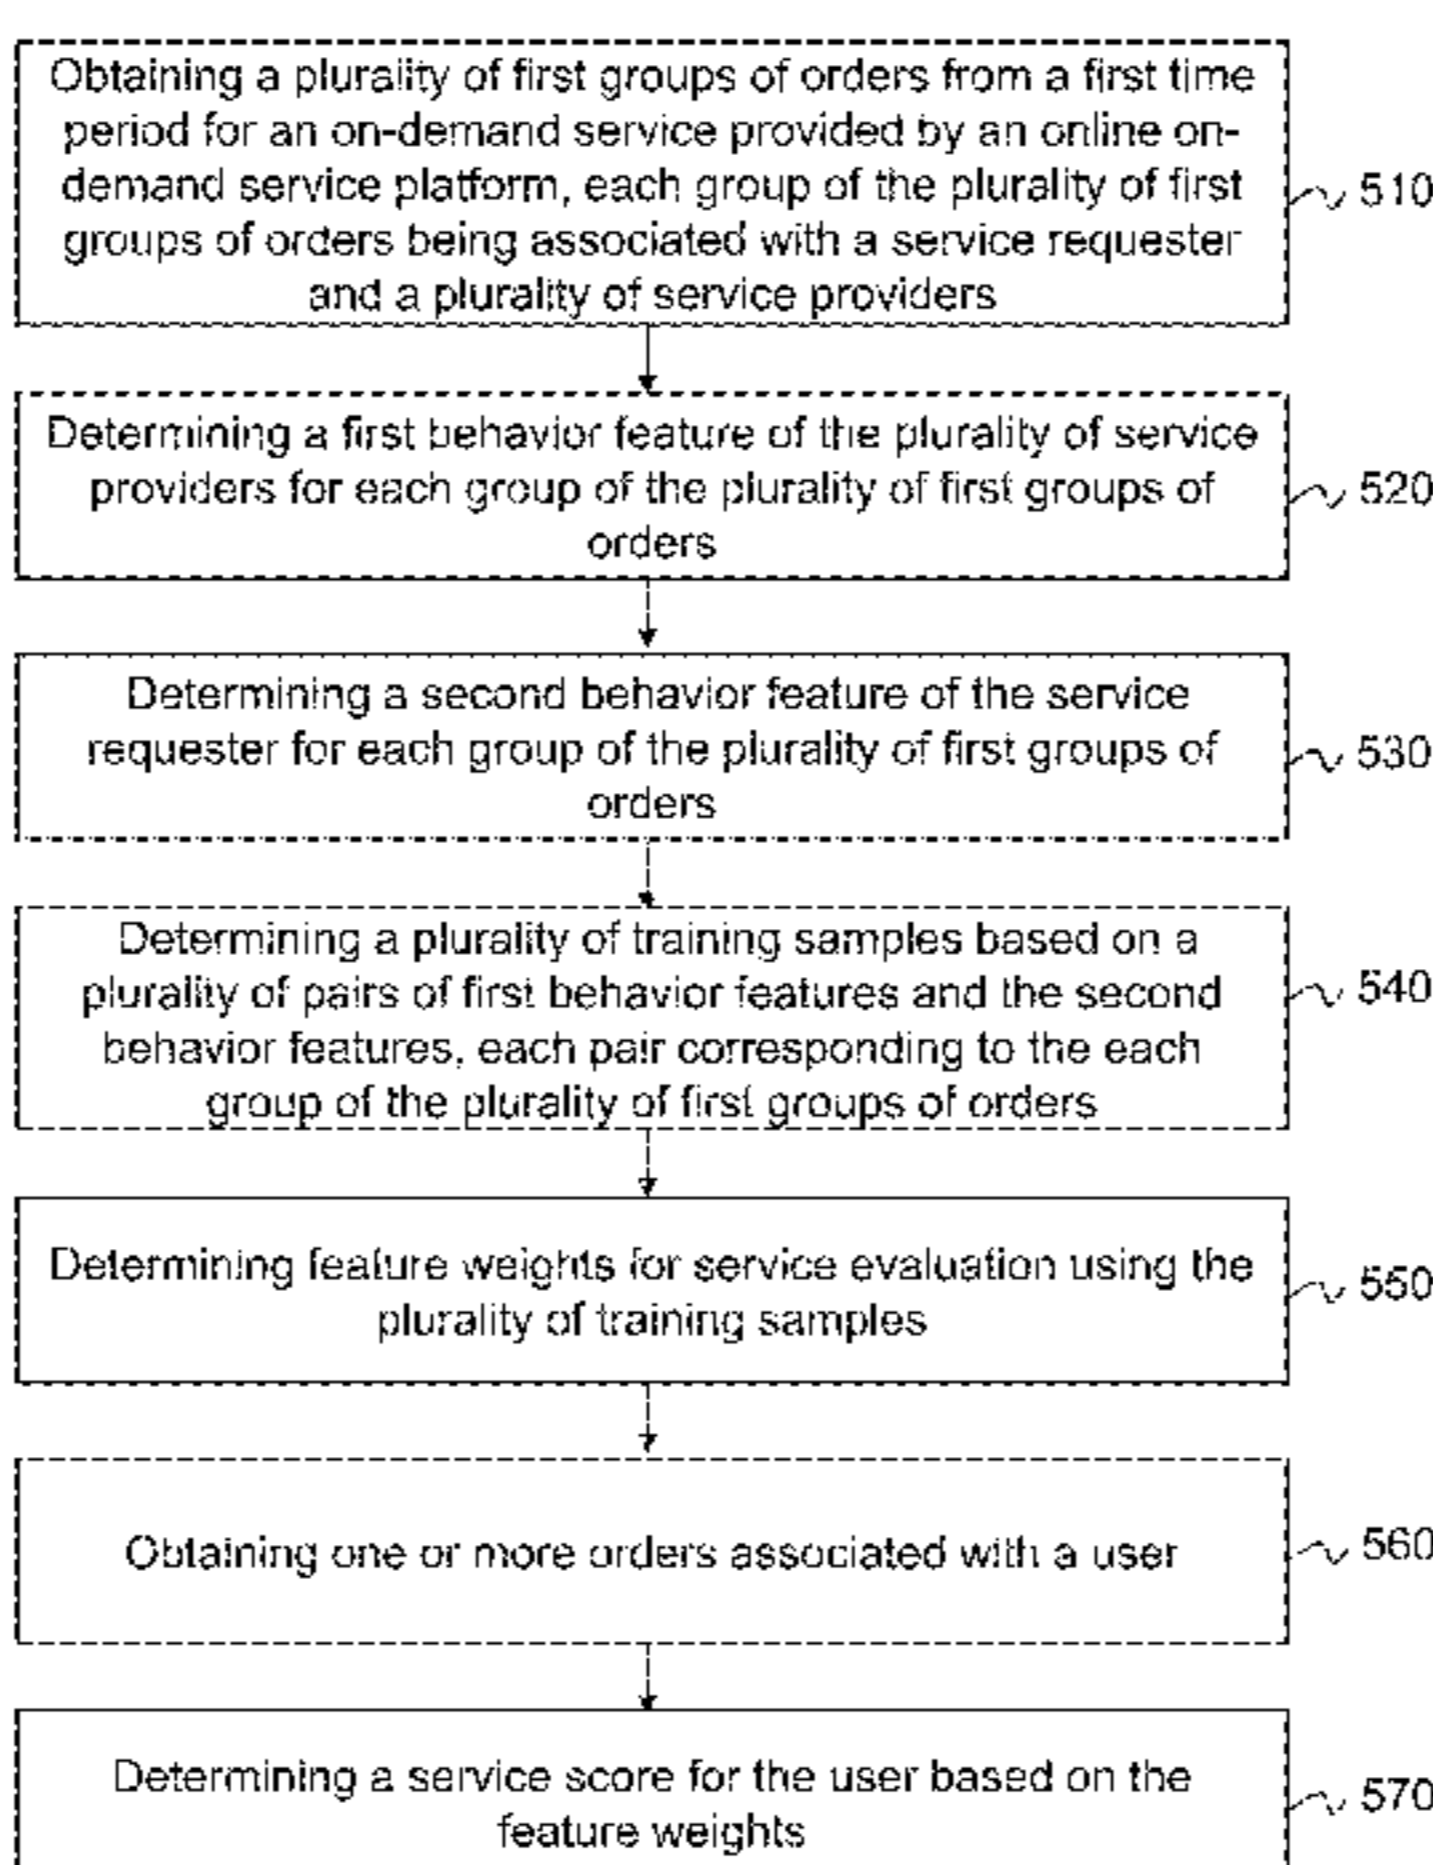 Obtaining a plurality of first groups of orders from a first time
period for an on-demand service provided by an online on-
demand service platform, each group of the plurality of first
groups of orders being associated with a service requester
and a plurality of service providers
510
Determining a first behavior feature of the plurality of service
providers for each group of the plurality of first groups of
orders
520
Determining a second behavior feature of the service
requester for each group of the plurality of first groups of
orders
530
Determining a plurality of training samples based on a
plurality of pairs of first behavior features and the second
behavior features, each pair corresponding to the each
group of the plurality of first groups of orders
540
Determining feature weights for service evaluation using the
plurality of training samples
550
Obtaining one or more orders associated with a user
560
Determining a service score for the user based on the
feature weights
570